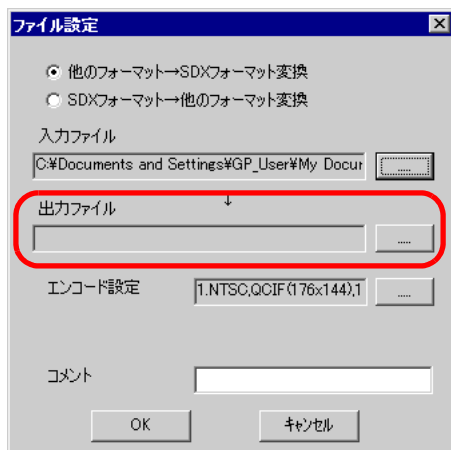 ファイル設定
他のフォーマット→SDXフォーマット変換
SDXフォーマット→他のフォーマット変換
入力ファイル
C:¥Documents and Settings¥GP_User¥My Docur
.....
↓
出力ファイル
.....
エンコード設定
1.NTSC,QCIF(176x144),1
.....
コメント
OK
キャンセル